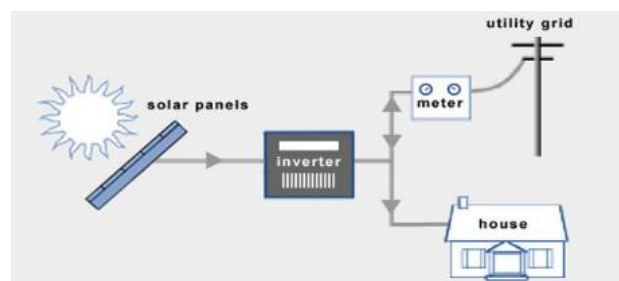 utility grid
solar panels
meter
inverter
house